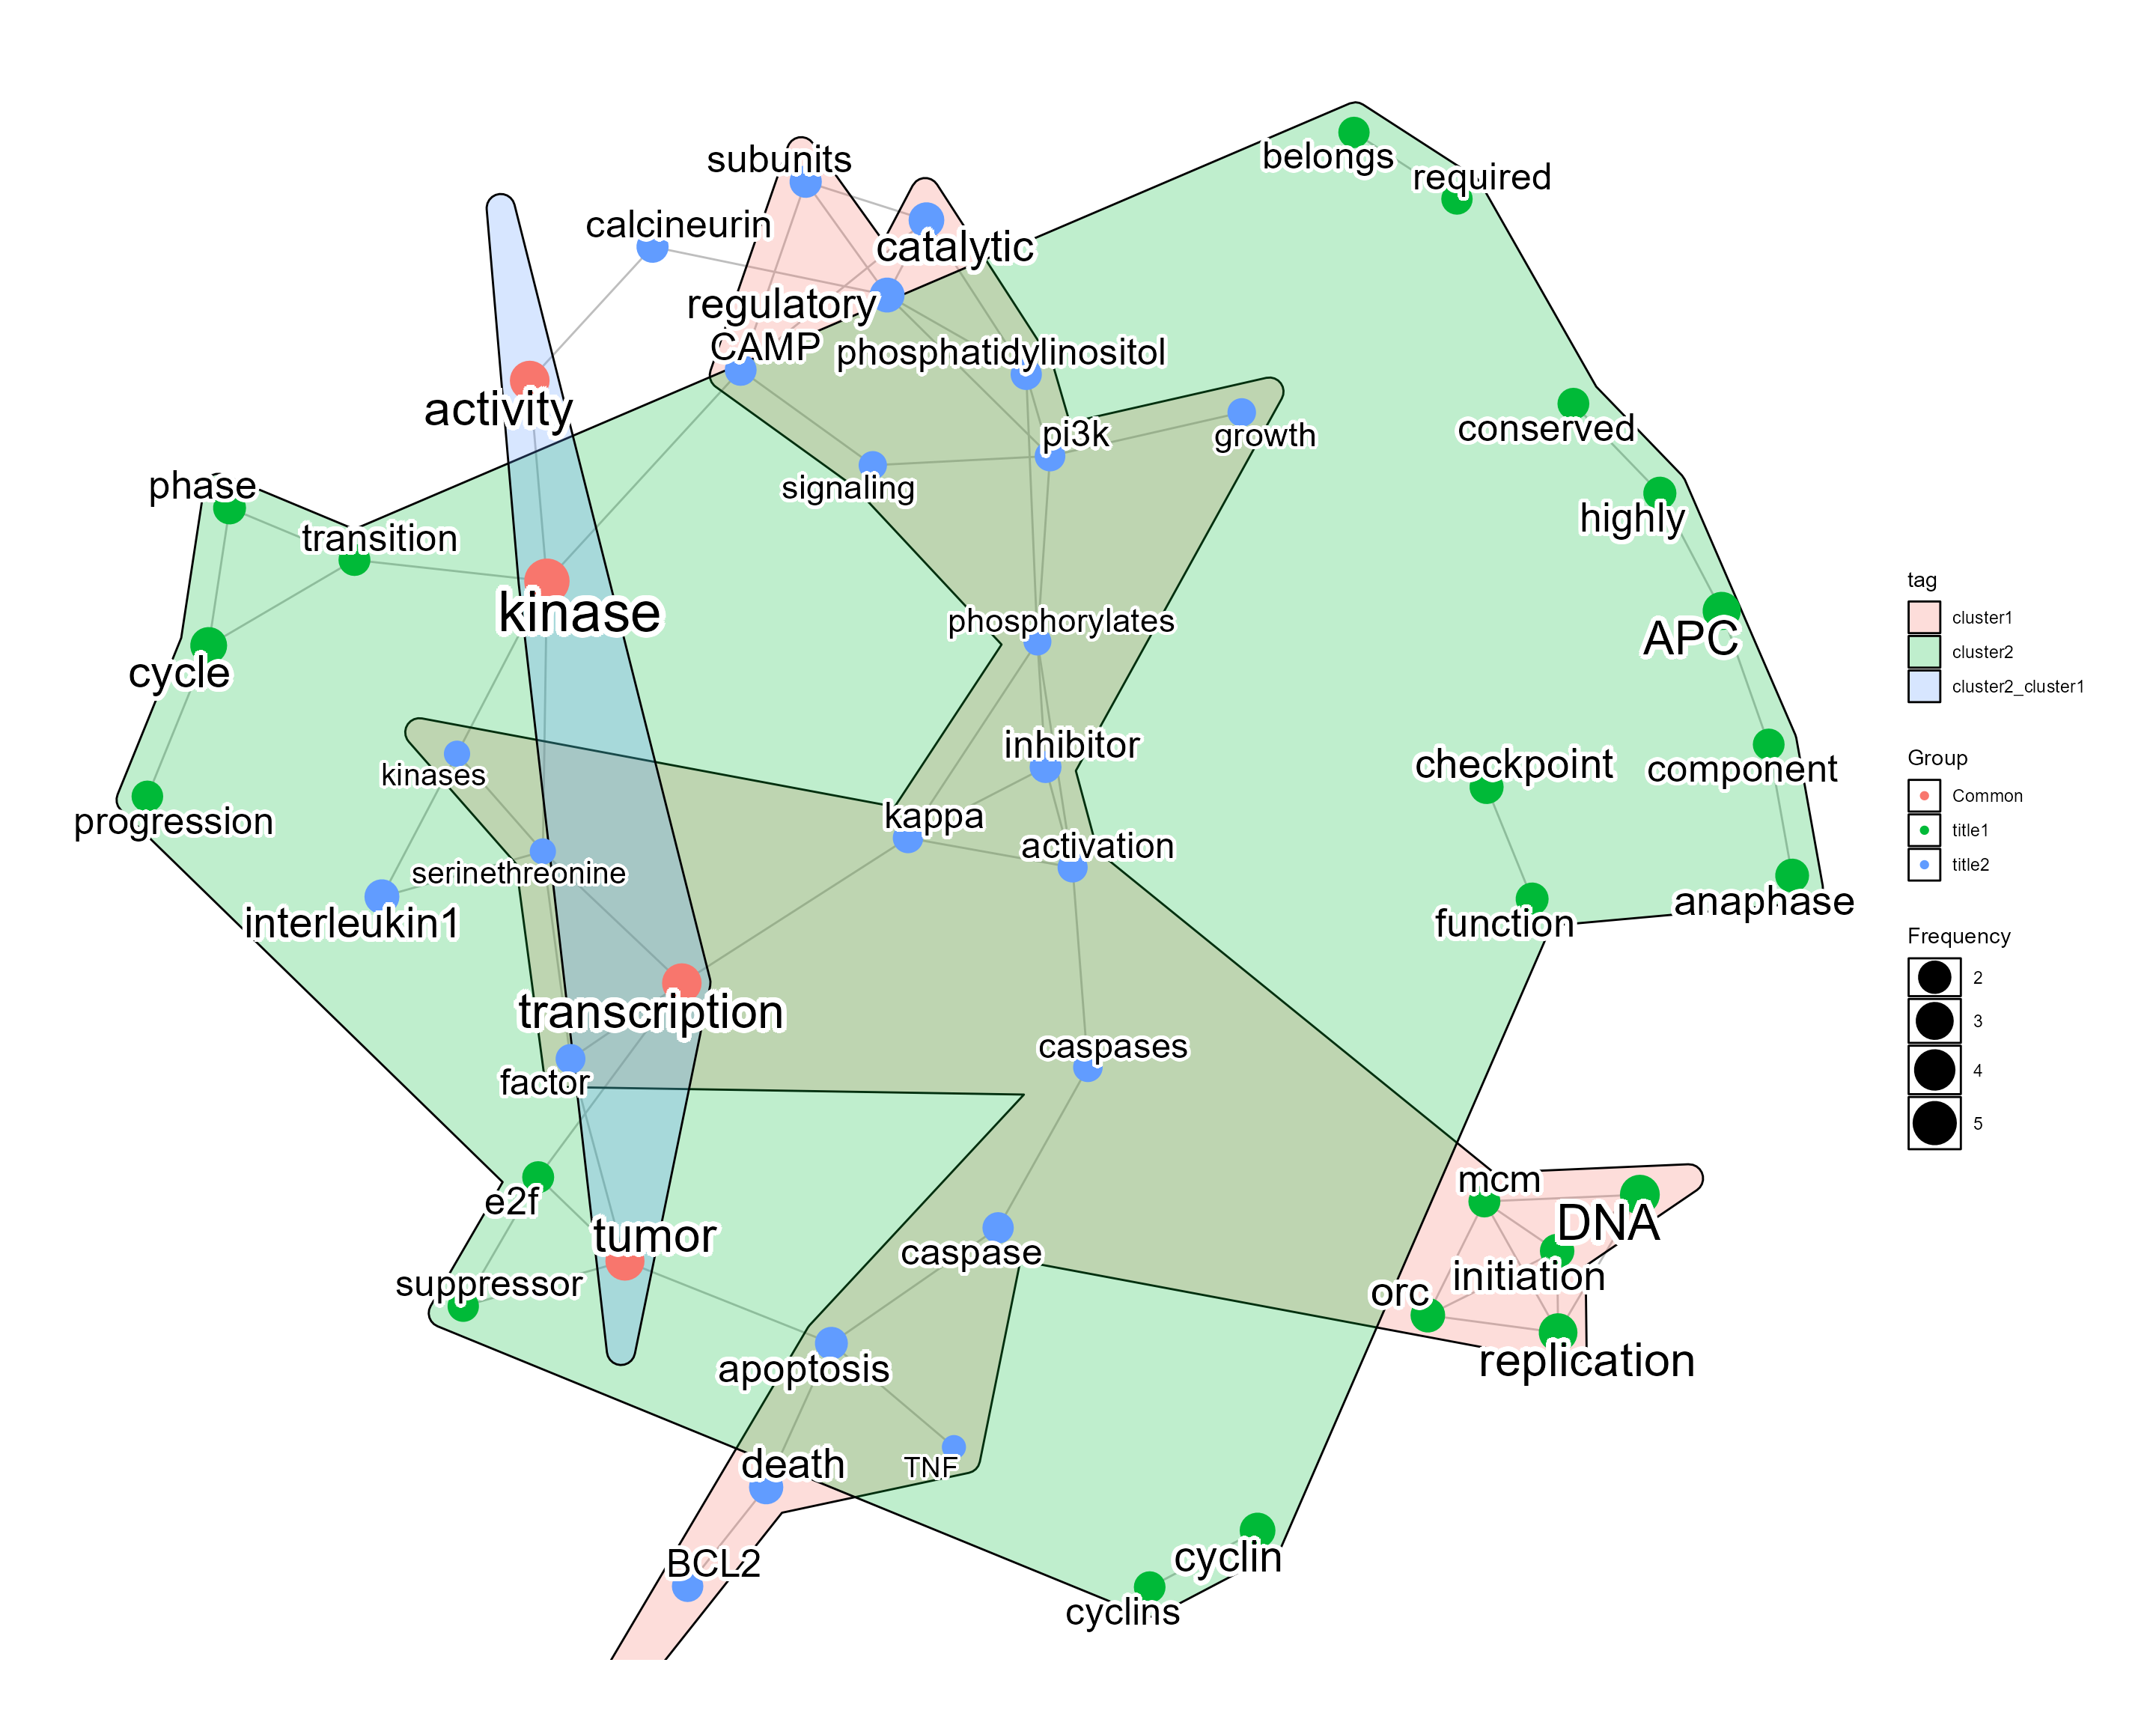 belongs
subunits
required
calcineurin
catalytic
regulatory
CAMP
phosphatidylinositol
activity
conserved
pi3k
growth
phase
signaling
highly
transition
tag
kinase
cluster1
phosphorylates
APC
cluster2
cycle
cluster2_cluster1
inhibitor
Group
checkpoint
component
kinases
Common
progression
kappa
title1
activation
serinethreonine
title2
interleukin1
function
anaphase
Frequency
2
transcription
3
caspases
4
factor
5
mcm
e2f
DNA
tumor
caspase
initiation
suppressor
orc
apoptosis
replication
death
TNF
BCL2
cyclin
cyclins